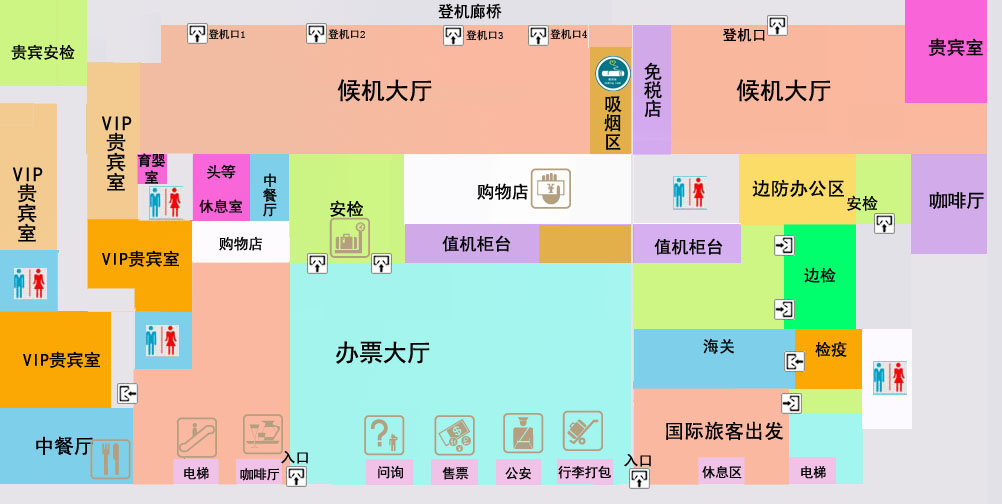 登机廊桥
登机口1
登机口2
登机口3
登机口4
登机口
贵宾安检
贵宾室
候机大厅
免税店
候机大厅
吸烟区
VIP贵宾室
VIP贵宾室
育婴室
头等
休息室
中餐厅
安检
购物店
边防办公区
安检
咖啡厅
购物店
值机柜台
值机柜台
VIP贵宾室
边检
VIP贵宾室
办票大厅
海关
检疫
中餐厅
国际旅客出发
入口
入口
电梯
咖啡厅
问询
售票
公安
行李打包
休息区
电梯